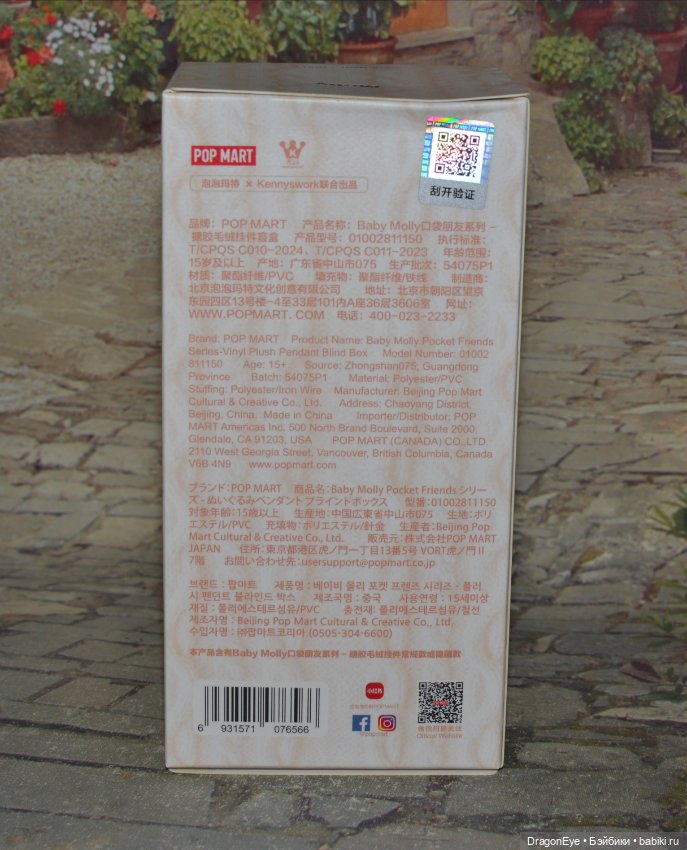 POP MART
泡泡玛特 × Kennyswork联合出品
刮开验证
品牌：POP MART 产品名称：Baby Molly口袋朋友系列 -
搪胶毛绒挂件盲盒 产品型号：01002811150 执行标准：
T/CPQS C010-2024、T/CPQS C011-2023 年龄范围：
15岁及以上 产地：广东省中山市075 生产批次：54075P1
材质：聚酯纤维/PVC 填充物：聚酯纤维/铁线 制造商：
北京泡泡玛特文化创意有限公司 地址：北京市朝阳区望京
东园四区13号楼-4至33层101内A座36层3606室 网址：
WWW.POPMART. COM 电话：400-023-2233
Brand: POP MART Product Name: Baby Molly Pocket Friends
Series-Vinyl Plush Pendant Blind Box Model Number: 01002
811150 Age: 15+ Source: Zhongshan075, Guangdong
Province Batch: 54075P1 Material: Polyester/PVC
Stuffing: Polyester/Iron Wire Manufacturer: Beijing Pop Mart
Cultural & Creative Co., Ltd. Address: Chaoyang District,
Beijing, China. Made in China Importer/Distributor: POP
MART Americas Inc. 500 North Brand Boulevard, Suite 2000,
Glendale, CA 91203, USA POP MART (CANADA) CO.,LTD.
2110 West Georgia Street, Vancouver, British Columbia, Canada
V6B 4N9 www.popmart.com
ブランド：POP MART 商品名：Baby Molly Pocket Friends シリー
ズ - ぬいぐるみペンダント ブラインドボックス 型番：01002811150
対象年齢：15歳以上 生産地：中国広東省中山市075 生地：ポリ
エステル/PVC 充填物：ポリエステル/針金 生産者：Beijing Pop
Mart Cultural & Creative Co., Ltd. 販売元：株式会社POP MART
JAPAN 住所：東京都港区虎ノ門一丁目13番5号 VORT虎ノ門Ⅱ
7階 お問い合わせ先：usersupport@popmart.co.jp
브랜드 : 팝마트 제품명 : 베이비 몰리 포켓 프렌즈 시리즈 - 플러
시 펜던트 블라인드 박스 제조국명 : 중국 사용연령 : 15세이상
재질 : 폴리에스테르섬유/PVC 충전재 : 폴리에스테르섬유/철선
제조자명 : Beijing Pop Mart Cultural & Creative Co., Ltd.
수입자명 : ㈜팝마트코리아 (0505-304-6600)
本产品含有Baby Molly口袋朋友系列 - 搪胶毛绒挂件常规款或隐藏款
小红书
@popmart
Official Website
6 931571 076566
DragonEye • Бэйбики • babiki.ru